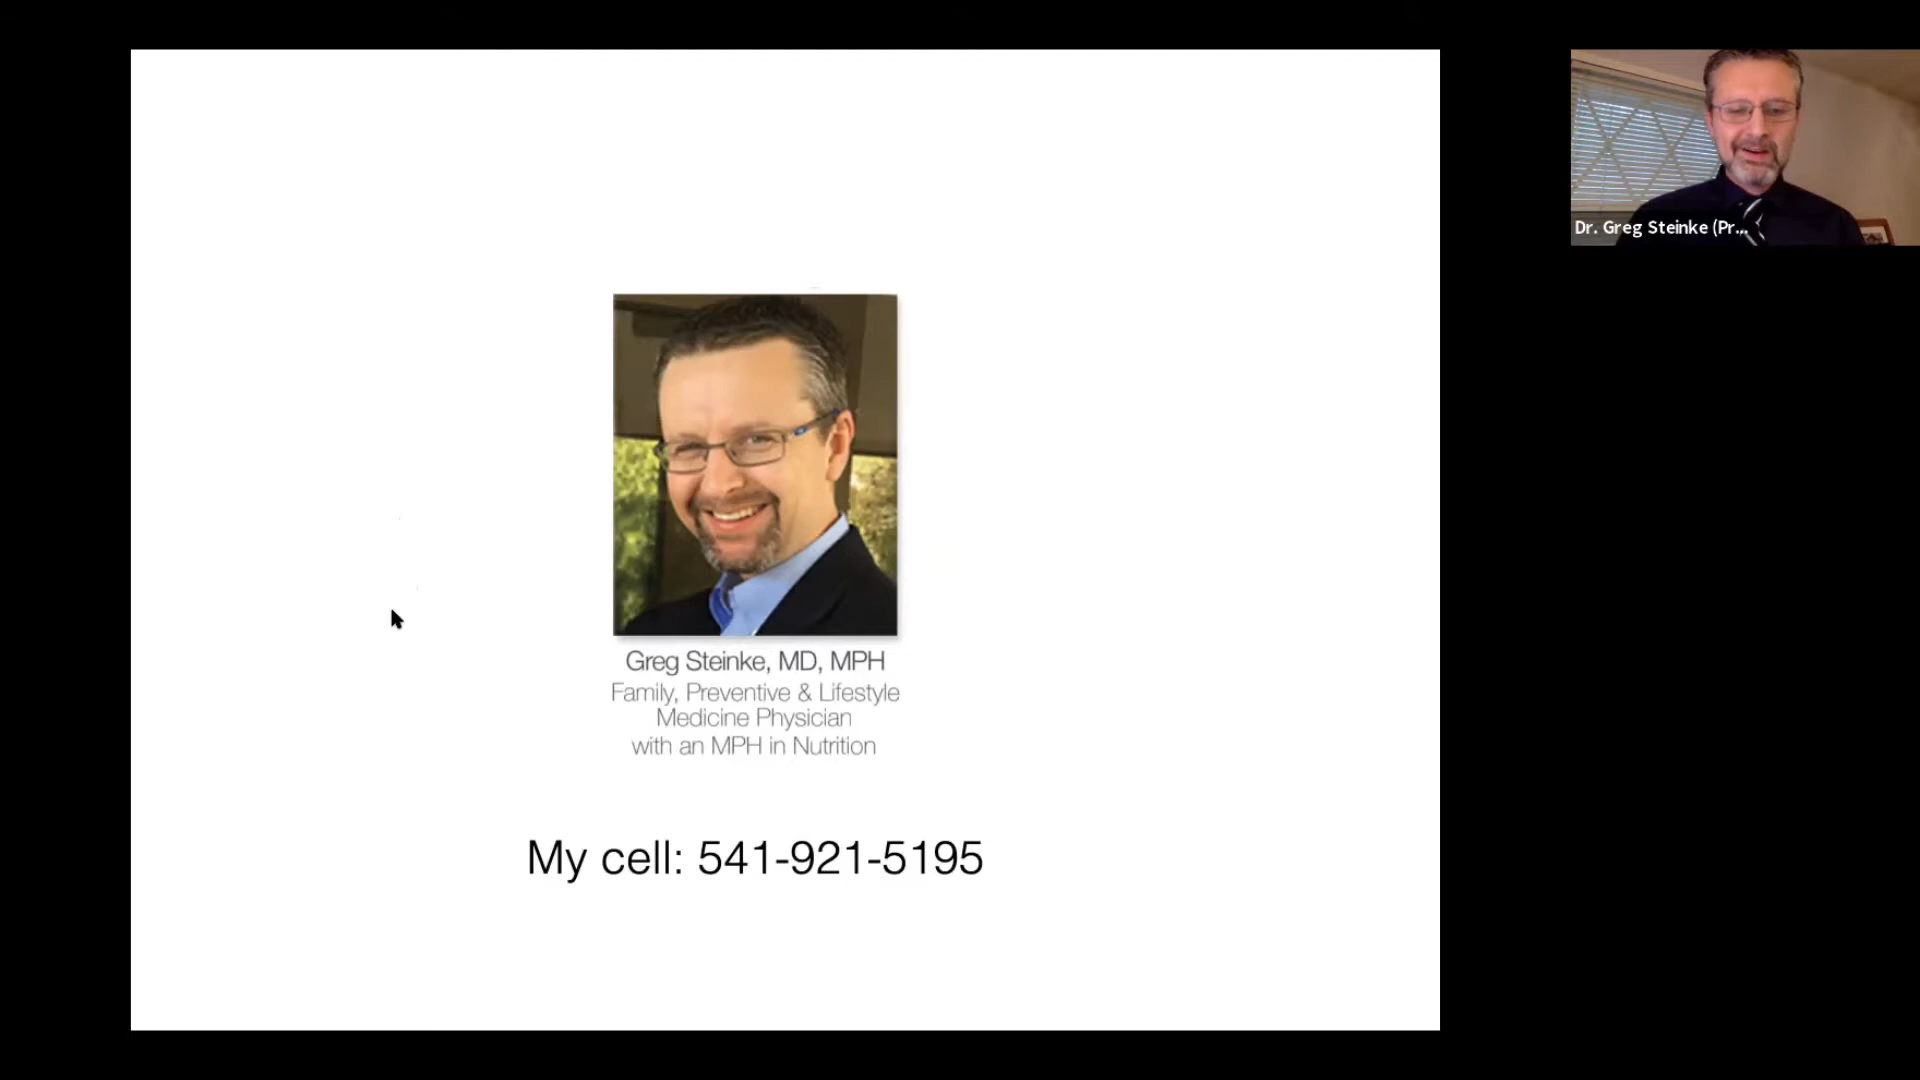 Greg Steinke, MD, MPH
Family, Preventive & Lifestyle
Medicine Physician
with an MPH in Nutrition
My cell: 541-921-5195
Dr. Greg Steinke (Pr...